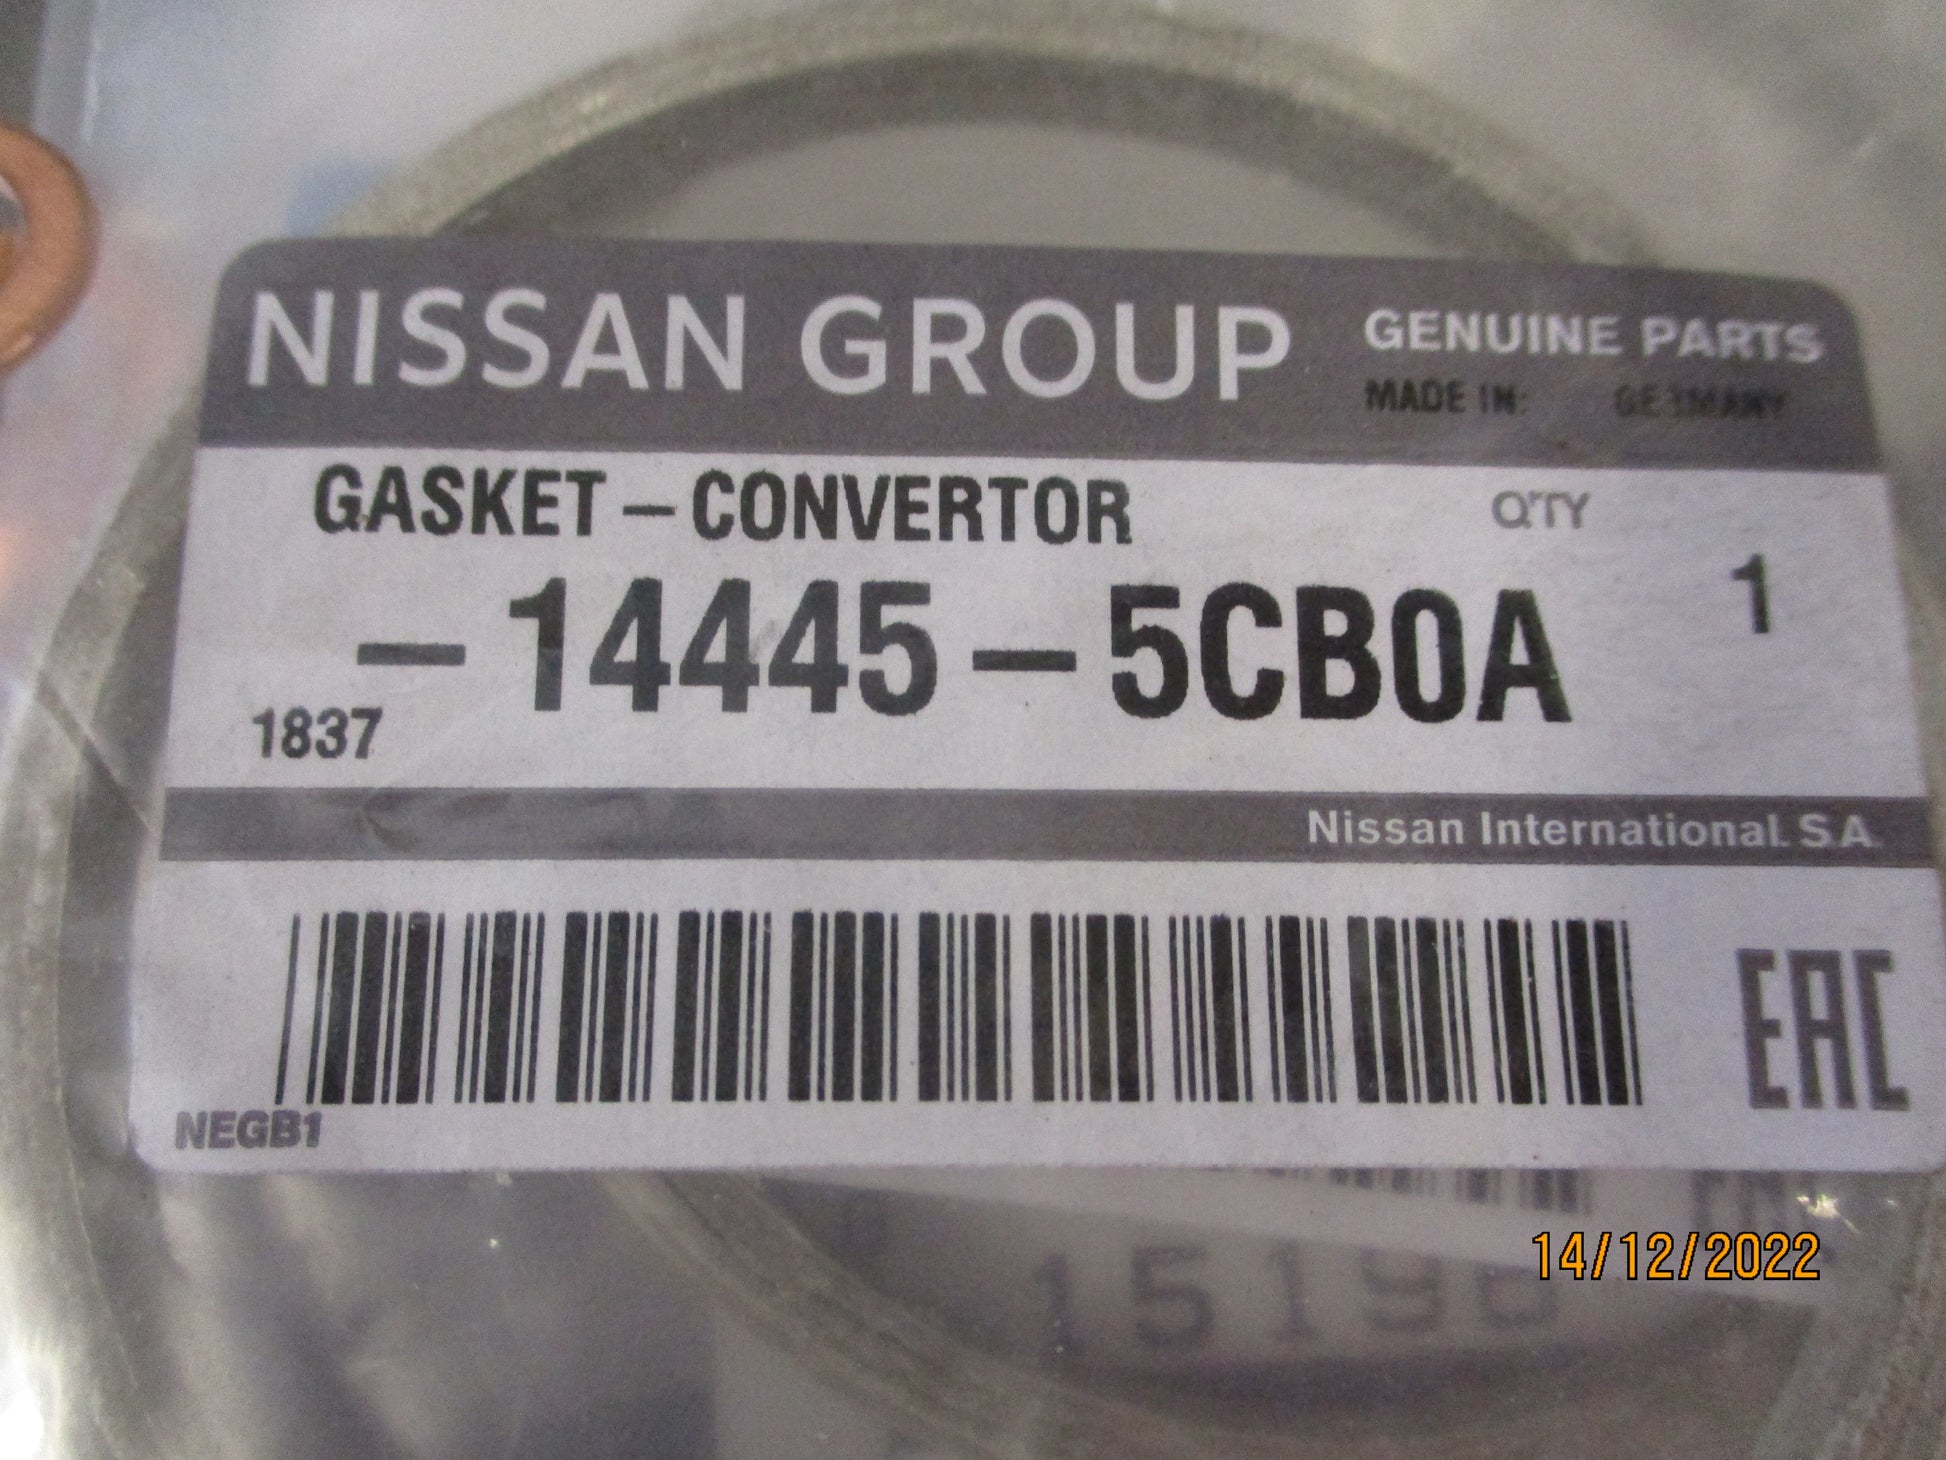 NISSAN GROUP
GENUINE PARTS
MADE IN: GERMANY
GASKET-CONVERTOR
Q'TY
1
-14445-5CB0A
1837
Nissan International S.A.
EAC
NEGB1
14/12/2022